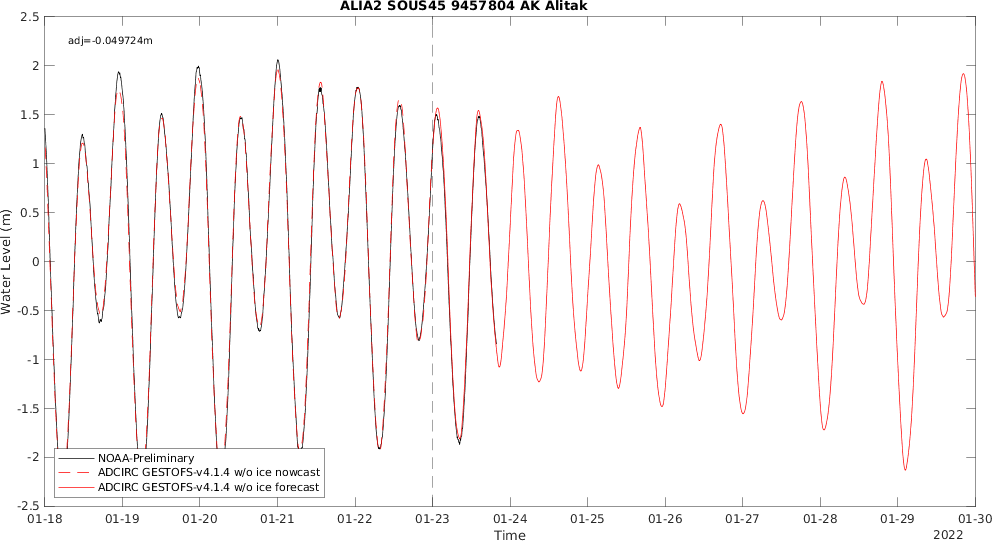 ALIA2 SOUS45 9457804 AK Alitak
adj=-0.049724m
2.5
2
1.5
1
0.5
0
-0.5
-1
-1.5
-2
-2.5
Water Level (m)
NOAA-Preliminary
ADCIRC GESTOFS-v4.1.4 w/o ice nowcast
ADCIRC GESTOFS-v4.1.4 w/o ice forecast
01-18 01-19 01-20 01-21 01-22 01-23 01-24 01-25 01-26 01-27 01-28 01-29 01-30
Time
2022